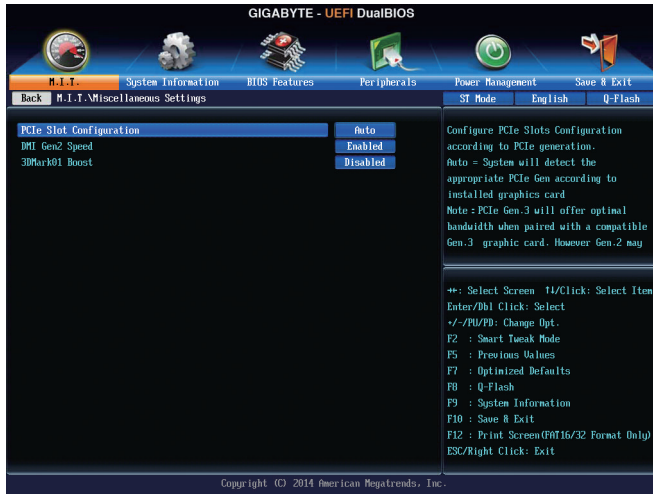 GIGABYTE - UEFI DualBIOS
M.I.T. System Information BIOS Features Peripherals Power Management Save & Exit
Back M.I.T.\Miscellaneous Settings ST Mode English Q-Flash
PCIe Slot Configuration Auto
DMI Gen2 Speed Enabled
3DMark01 Boost Disabled
Configure PCIe Slots Configuration
according to PCIe generation.
Auto = System will detect the
appropriate PCIe Gen according to
installed graphics card
Note : PCIe Gen.3 will offer optimal
bandwidth when paired with a compatible
Gen.3 graphic card. However Gen.2 may
→←: Select Screen ↑↓/Click: Select Item
Enter/Dbl Click: Select
+/-/PU/PD: Change Opt.
F2 : Smart Tweak Mode
F5 : Previous Values
F7 : Optimized Defaults
F8 : Q-Flash
F9 : System Information
F10 : Save & Exit
F12 : Print Screen(FAT16/32 Format Only)
ESC/Right Click: Exit
Copyright (C) 2014 American Megatrends, Inc.